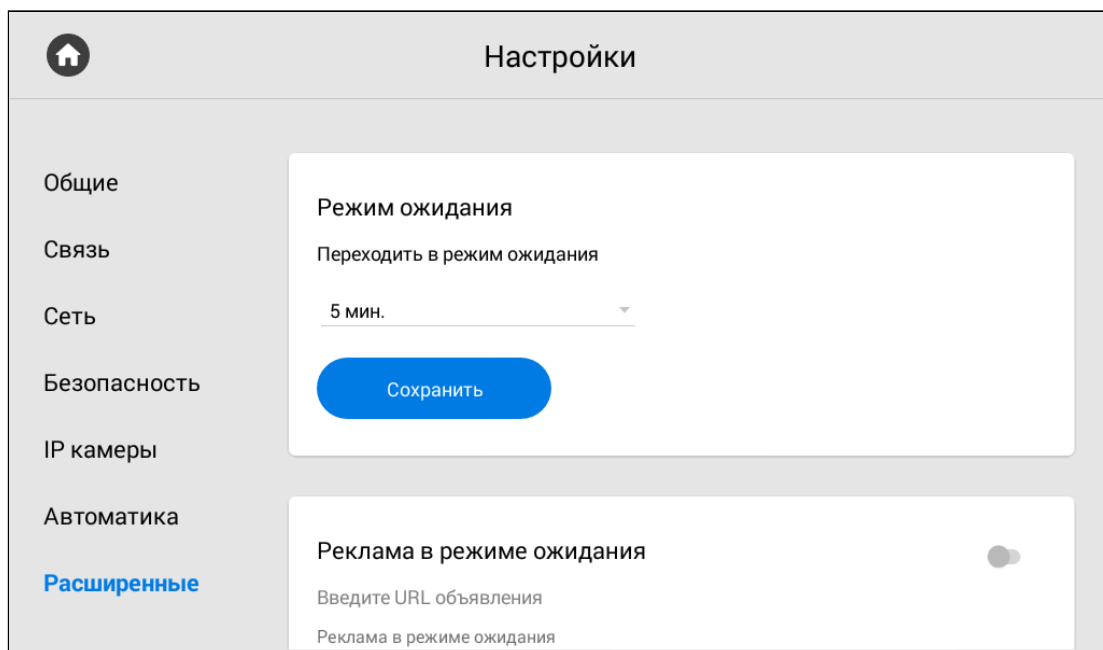 Настройки
Общие
Связь
Сеть
Безопасность
IP камеры
Автоматика
Расширенные
Режим ожидания
Переходить в режим ожидания
5 мин.
Сохранить
Реклама в режиме ожидания
Введите URL объявления
Реклама в режиме ожидания